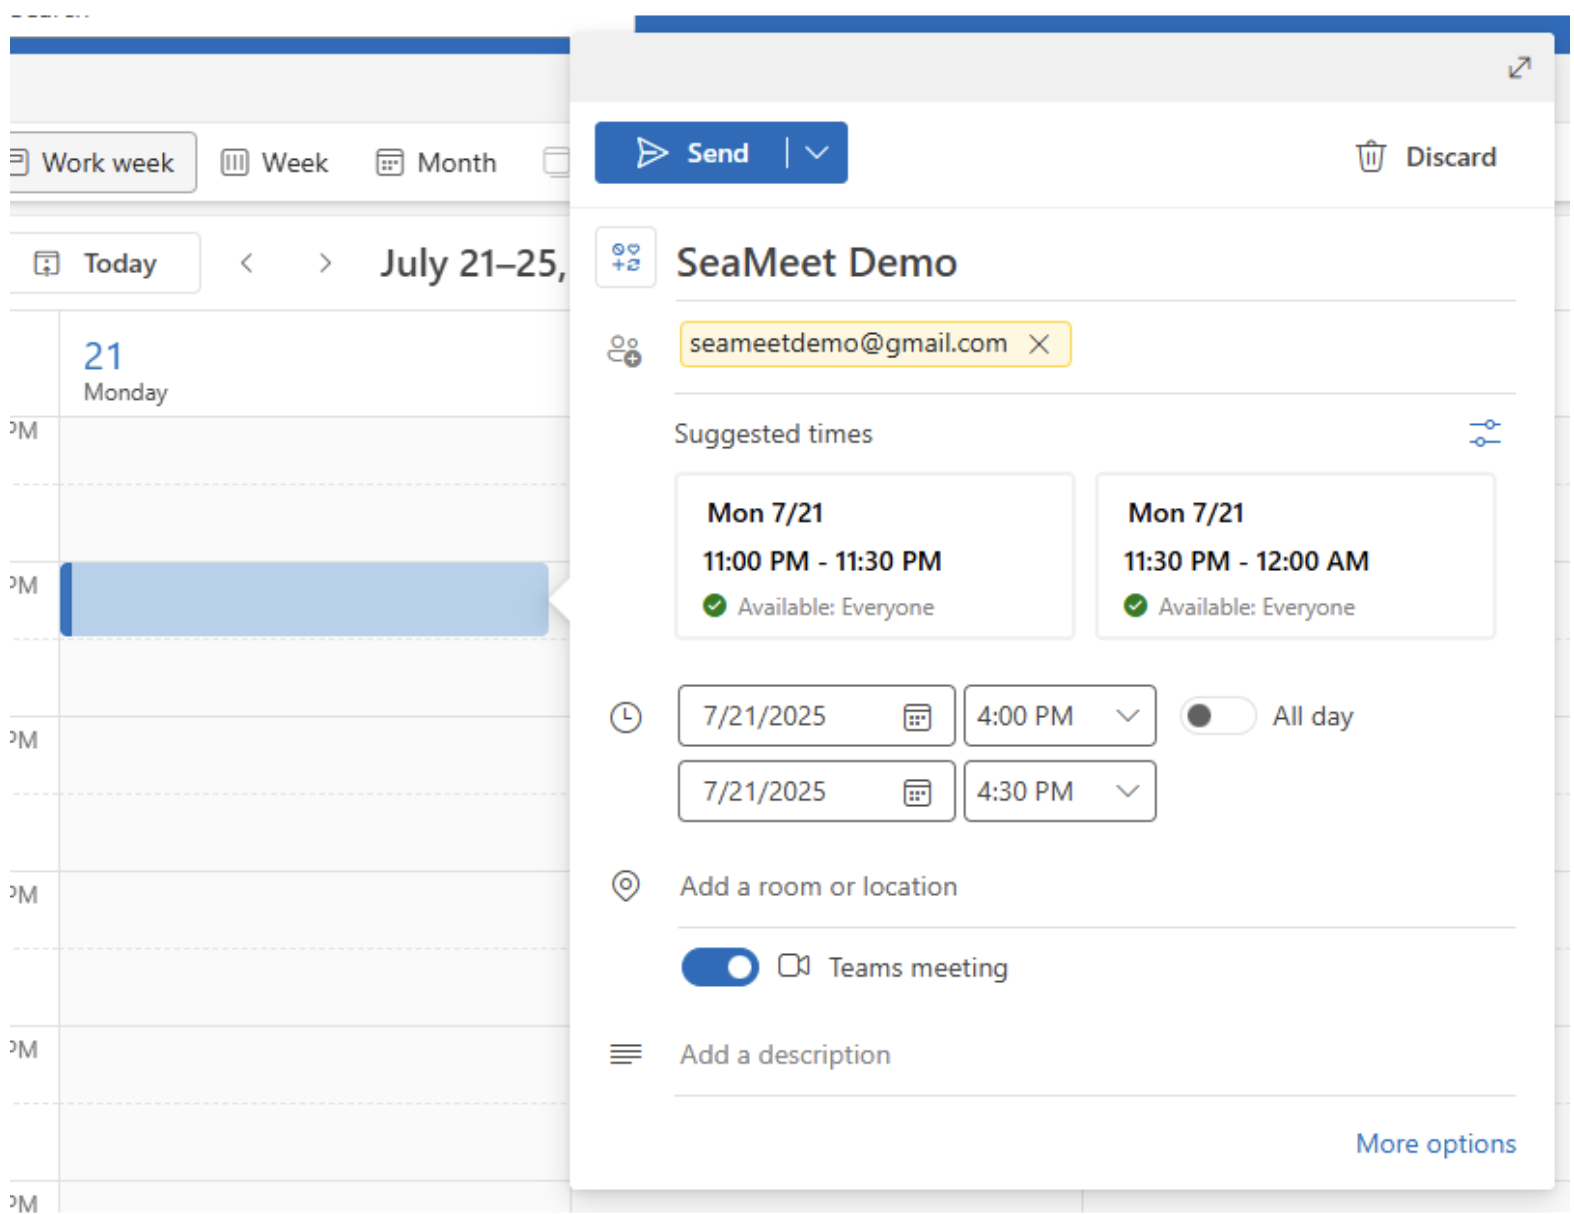 Work week
Week
Month
Today
July 21–25,
21
Monday
PM
PM
PM
PM
PM
PM
Send
Discard
SeaMeet Demo
seameetdemo@gmail.com
Suggested times
Mon 7/21
11:00 PM - 11:30 PM
Available: Everyone
Mon 7/21
11:30 PM - 12:00 AM
Available: Everyone
7/21/2025
4:00 PM
All day
7/21/2025
4:30 PM
Add a room or location
Teams meeting
Add a description
More options